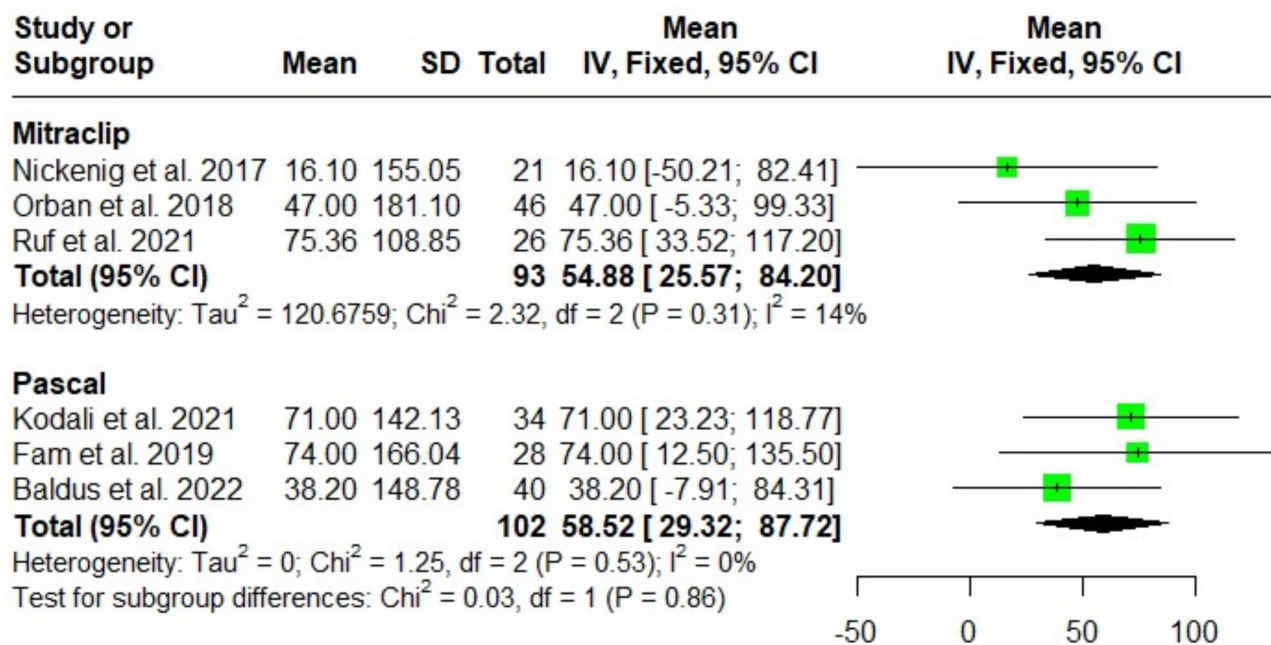 Study or Subgroup Mean SD Total Mean IV, Fixed, 95% CI Mean IV, Fixed, 95% CI
Mitraclip
Nickenig et al. 2017 16.10 155.05 21 16.10 [-50.21; 82.41]
Orban et al. 2018 47.00 181.10 46 47.00 [ -5.33; 99.33]
Ruf et al. 2021 75.36 108.85 26 75.36 [ 33.52; 117.20]
Total (95% CI) 93 54.88 [ 25.57; 84.20]
Heterogeneity: Tau² = 120.6759; Chi² = 2.32, df = 2 (P = 0.31); I² = 14%
Pascal
Kodali et al. 2021 71.00 142.13 34 71.00 [ 23.23; 118.77]
Fam et al. 2019 74.00 166.04 28 74.00 [ 12.50; 135.50]
Baldus et al. 2022 38.20 148.78 40 38.20 [ -7.91; 84.31]
Total (95% CI) 102 58.52 [ 29.32; 87.72]
Heterogeneity: Tau² = 0; Chi² = 1.25, df = 2 (P = 0.53); I² = 0%
Test for subgroup differences: Chi² = 0.03, df = 1 (P = 0.86)
-50 0 50 100